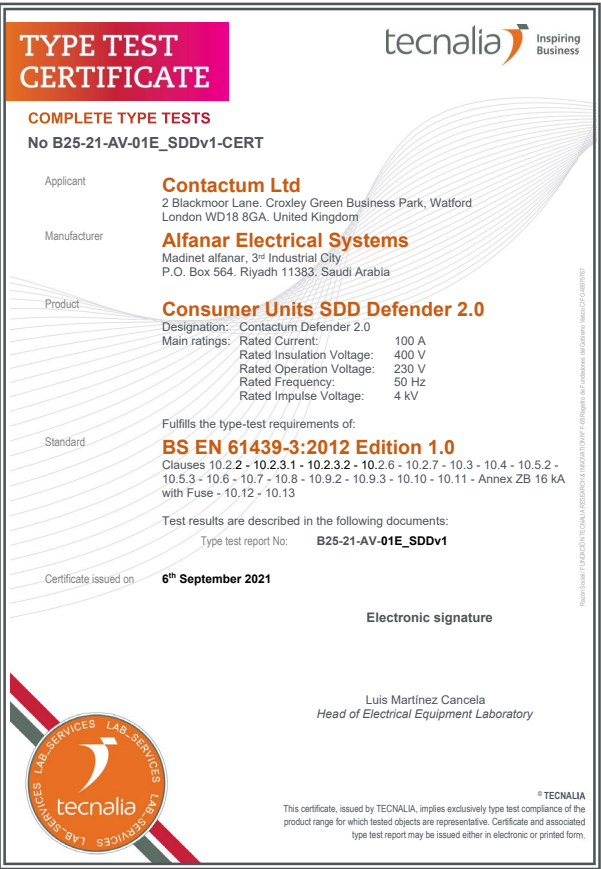 TYPE TEST
CERTIFICATE
tecnalia Inspiring
Business
COMPLETE TYPE TESTS
No B25-21-AV-01E_SDDv1-CERT
Applicant Contactum Ltd
2 Blackmoor Lane. Croxley Green Business Park, Watford
London WD18 8GA. United Kingdom
Manufacturer Alfanar Electrical Systems
Madinet alfanar, 3rd Industrial City
P.O. Box 564. Riyadh 11383. Saudi Arabia
Product Consumer Units SDD Defender 2.0
Designation: Contactum Defender 2.0
Main ratings: Rated Current: 100 A
Rated Insulation Voltage: 400 V
Rated Operation Voltage: 230 V
Rated Frequency: 50 Hz
Rated Impulse Voltage: 4 kV
Fulfills the type-test requirements of:
Standard BS EN 61439-3:2012 Edition 1.0
Clauses 10.2.2 - 10.2.3.1 - 10.2.3.2 - 10.2.6 - 10.2.7 - 10.3 - 10.4 - 10.5.2 -
10.5.3 - 10.6 - 10.7 - 10.8 - 10.9.2 - 10.9.3 - 10.10 - 10.11 - Annex ZB 16 kA
with Fuse - 10.12 - 10.13
Test results are described in the following documents:
Type test report No: B25-21-AV-01E_SDDv1
Certificate issued on 6th September 2021
Electronic signature
Luis Martínez Cancela
Head of Electrical Equipment Laboratory
LAB_SERVICES LAB_SERVICES LAB_SERVICES LAB_SERVICES
tecnalia
© TECNALIA
This certificate, issued by TECNALIA, implies exclusively type test compliance of the
product range for which tested objects are representative. Certificate and associated
type test report may be issued either in electronic or printed form.